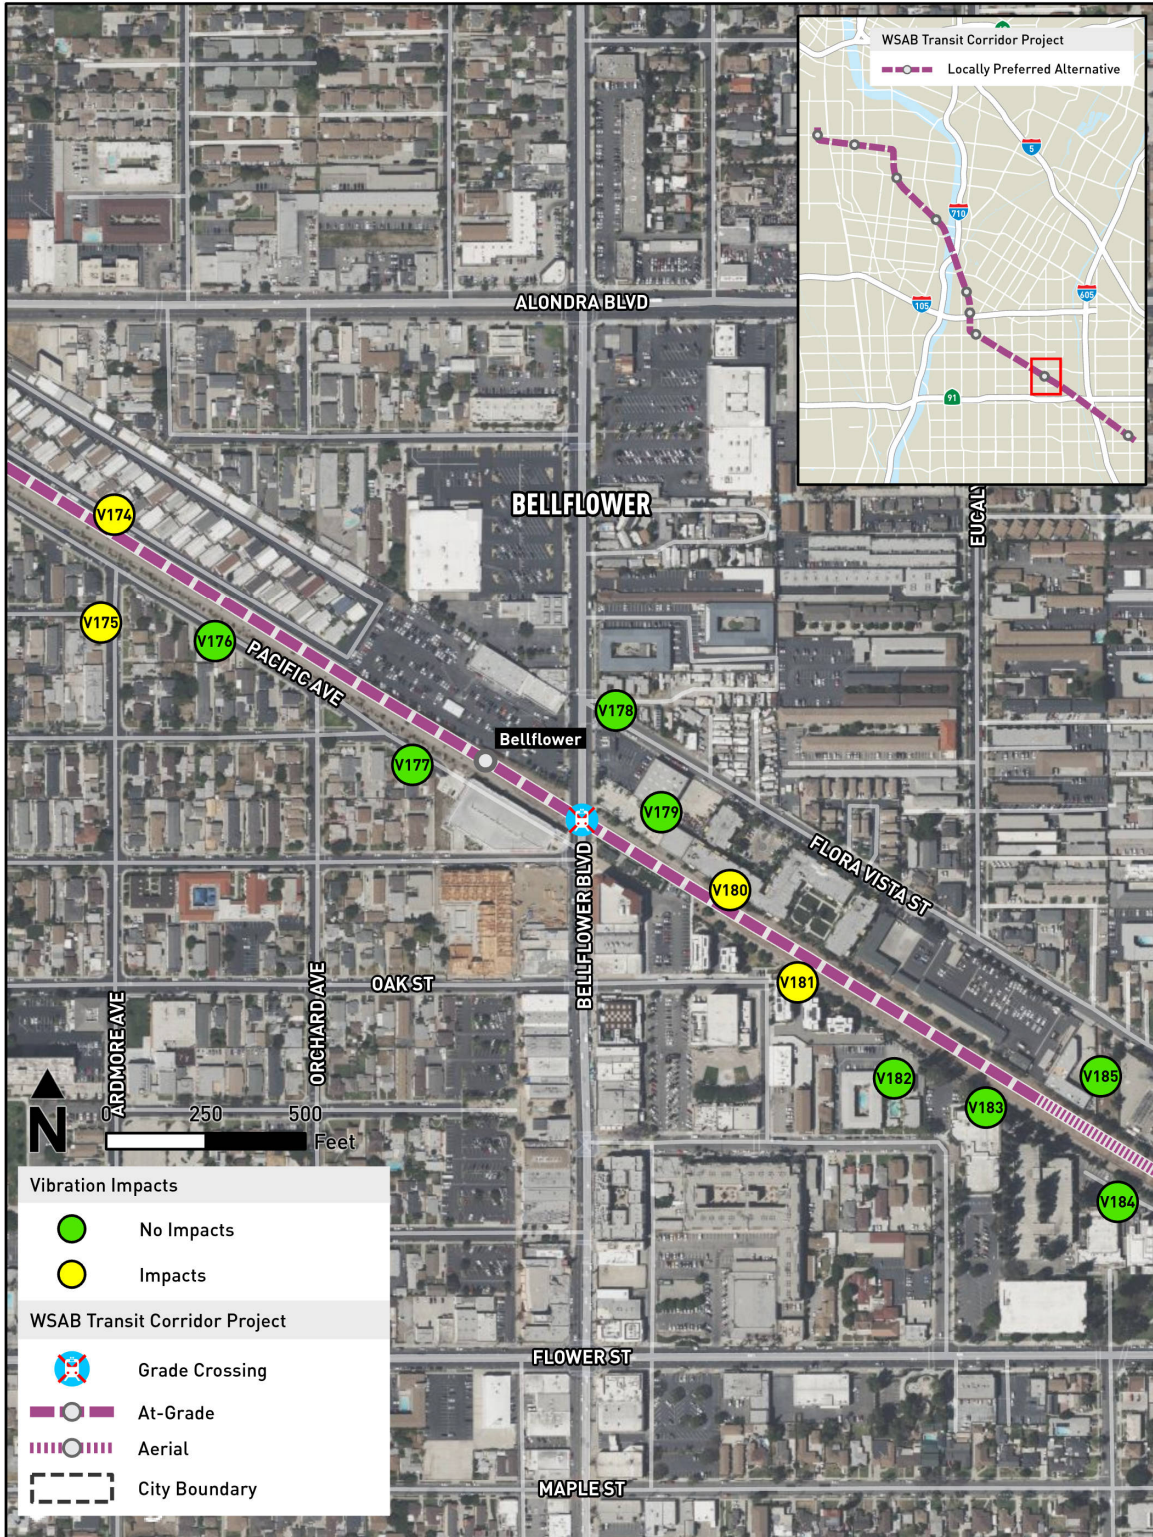 WSAB Transit Corridor Project
Locally Preferred Alternative
5
710
105
605
91
ALONDRA BLVD
BELLFLOWER
V174
V175
V176
PACIFIC AVE
V177
Bellflower
V178
V179
V180
FLORA VISTA ST
BELLFLOWER BLVD
V181
OAK ST
ORCHARD AVE
ARDMORE AVE
V182
V183
V185
V184
N
0 250 500
Feet
Vibration Impacts
No Impacts
Impacts
WSAB Transit Corridor Project
Grade Crossing
At-Grade
Aerial
City Boundary
FLOWER ST
MAPLE ST